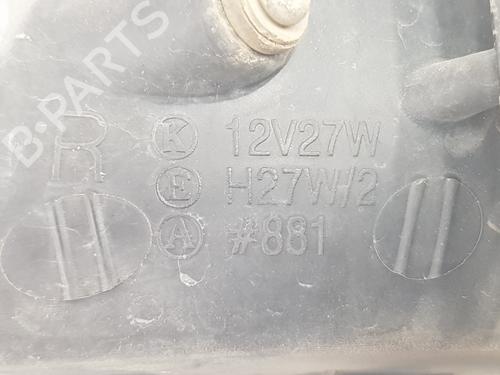 B-PARTS
R
K 12V27W
E H27W/2
A #881